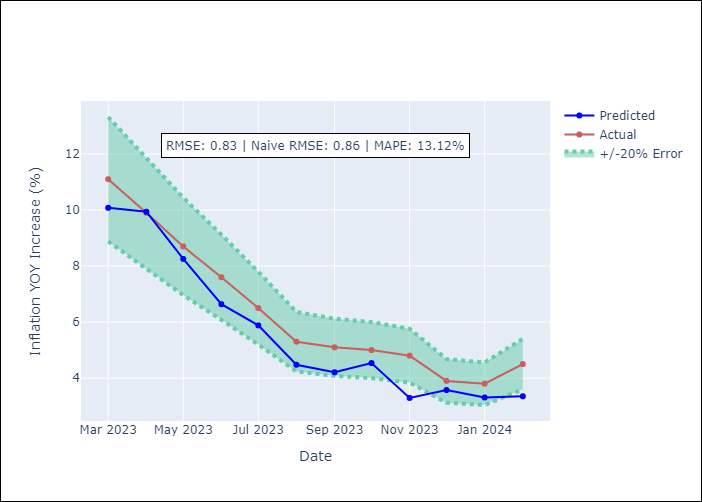 RMSE: 0.83 | Naive RMSE: 0.86 | MAPE: 13.12%
Predicted
Actual
+/-20% Error
Inflation YOY Increase (%)
12
10
8
6
4
Mar 2023 May 2023 Jul 2023 Sep 2023 Nov 2023 Jan 2024
Date